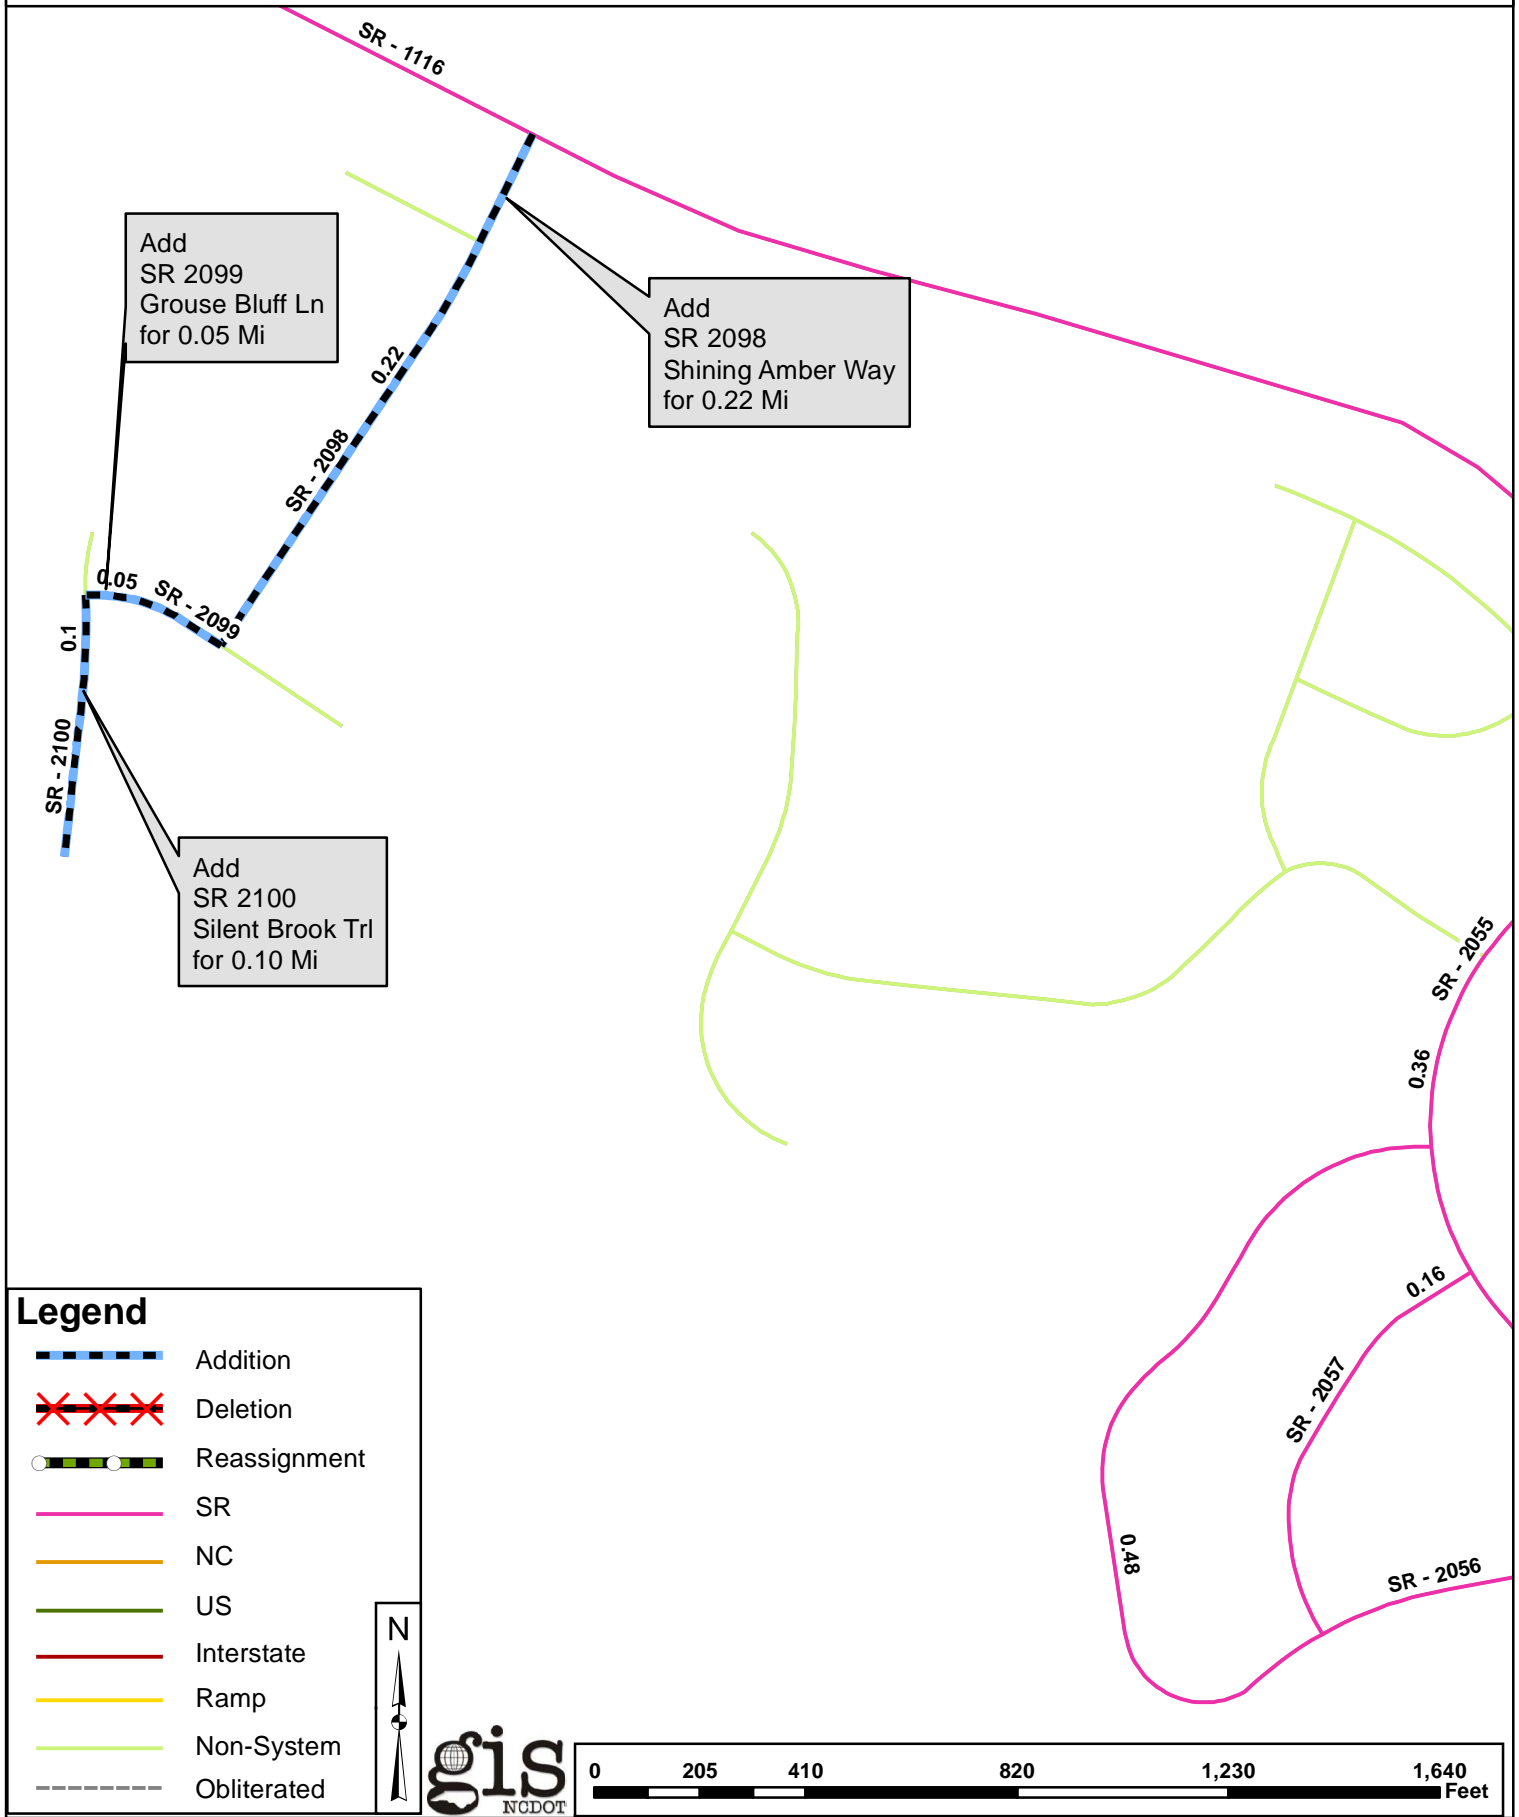 SR - 1116
Add
SR 2099
Grouse Bluff Ln
for 0.05 Mi
Add
SR 2098
Shining Amber Way
for 0.22 Mi
0.22
SR - 2098
0.05
SR - 2099
0.1
SR - 2100
Add
SR 2100
Silent Brook Trl
for 0.10 Mi
SR - 2055
0.36
0.16
SR - 2057
0.48
SR - 2056
Legend
Addition
Deletion
Reassignment
SR
NC
US
Interstate
Ramp
Non-System
Obliterated
N
gis
NCDOT
0 205 410 820 1,230 1,640
Feet